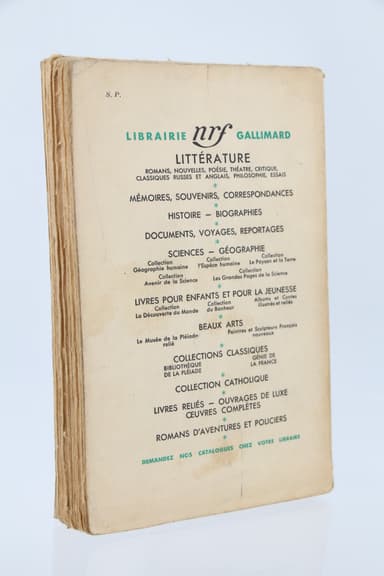 S. P.
LIBRAIRIE nrf GALLIMARD
LITTÉRATURE
ROMANS, NOUVELLES, POÉSIE, THÉATRE, CRITIQUE,
CLASSIQUES RUSSES ET ANGLAIS, PHILOSOPHIE, ESSAIS
MÉMOIRES, SOUVENIRS, CORRESPONDANCES
HISTOIRE — BIOGRAPHIES
DOCUMENTS, VOYAGES, REPORTAGES
SCIENCES — GÉOGRAPHIE
Collection Collection Collection
Géographie humaine l'Espèce humaine Le Paysan et la Terre
Collection Collection
Avenir de la Science Les Grandes Pages de la Science
LIVRES POUR ENFANTS ET POUR LA JEUNESSE
Collection Collection Albums et Contes
La Découverte du Monde du Bonheur illustrés et reliés
BEAUX ARTS
Le Musée de la Pléiade Peintres et Sculpteurs Français
relié nouveaux
COLLECTIONS CLASSIQUES
BIBLIOTHÈQUE GÉNIE DE
DE LA PLÉIADE LA FRANCE
COLLECTION CATHOLIQUE
LIVRES RELIÉS — OUVRAGES DE LUXE
ŒUVRES COMPLÈTES
ROMANS D'AVENTURES ET POLICIERS
DEMANDEZ NOS CATALOGUES CHEZ VOTRE LIBRAIRE